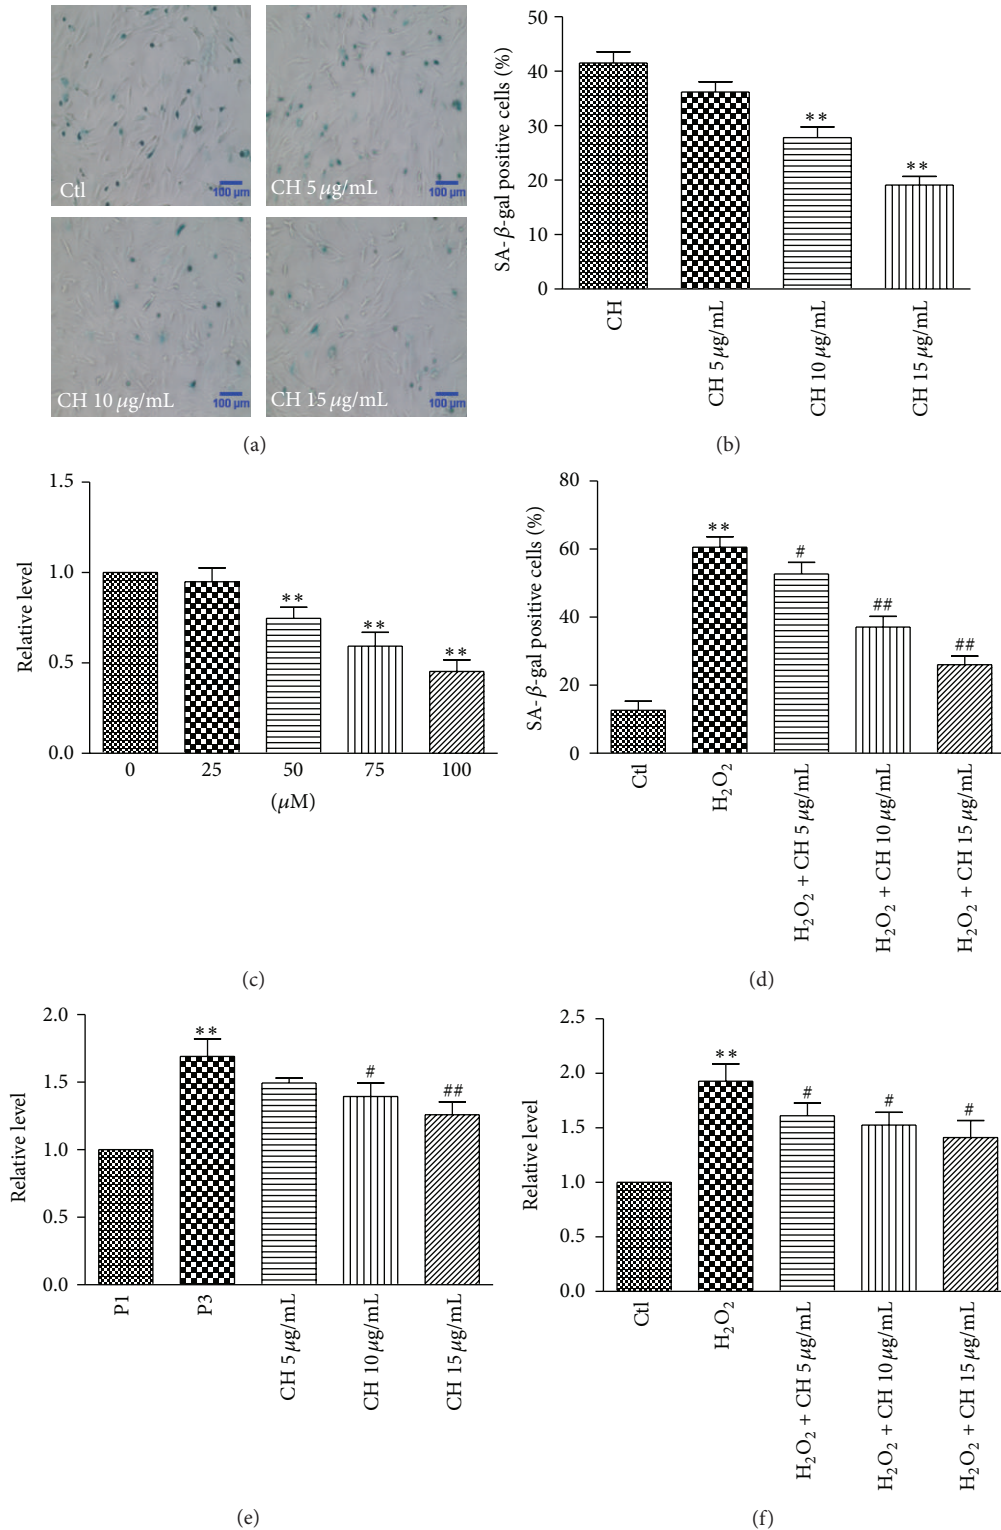 Ctl
100 μm
CH 5 μg/mL
100 μm
CH 10 μg/mL
100 μm
CH 15 μg/mL
100 μm
(a)
SA-β-gal positive cells (%)
50
40
30
20
10
0
**
**
CH
CH 5 μg/mL
CH 10 μg/mL
CH 15 μg/mL
(b)
Relative level
1.5
1.0
0.5
0.0
**
**
**
0 25 50 75 100
(μM)
(c)
SA-β-gal positive cells (%)
80
60
40
20
0
**
#
##
##
Ctl
H₂O₂
H₂O₂ + CH 5 μg/mL
H₂O₂ + CH 10 μg/mL
H₂O₂ + CH 15 μg/mL
(d)
Relative level
2.0
1.5
1.0
0.5
0.0
**
#
##
P1
P3
CH 5 μg/mL
CH 10 μg/mL
CH 15 μg/mL
(e)
Relative level
2.5
2.0
1.5
1.0
0.5
0.0
**
#
#
#
Ctl
H₂O₂
H₂O₂ + CH 5 μg/mL
H₂O₂ + CH 10 μg/mL
H₂O₂ + CH 15 μg/mL
(f)